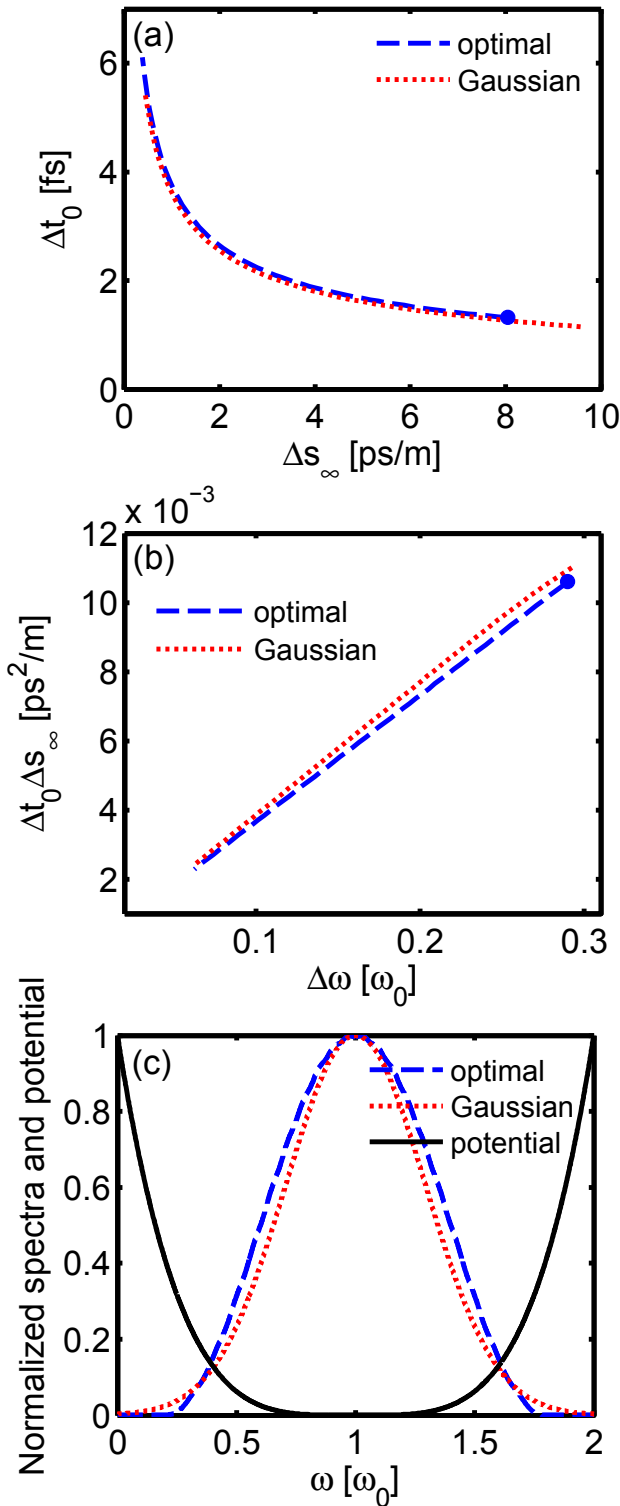 (a)
optimal
Gaussian
6
4
2
0
Δt₀ [fs]
0 2 4 6 8 10
Δs∞ [ps/m]
x 10⁻³
(b)
optimal
Gaussian
12
10
8
6
4
2
Δt₀Δs∞ [ps²/m]
0.1 0.2 0.3
Δω [ω₀]
(c)
optimal
Gaussian
potential
1
0.8
0.6
0.4
0.2
0
Normalized spectra and potential
0 0.5 1 1.5 2
ω [ω₀]